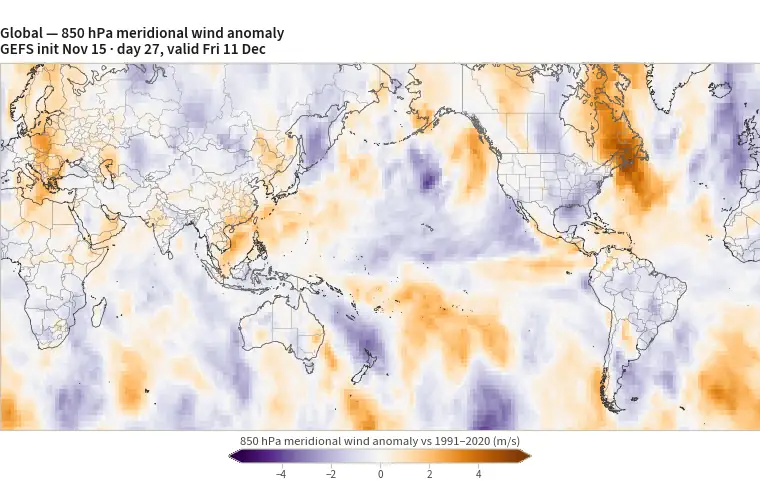 Global — 850 hPa meridional wind anomaly
GEFS init Nov 15 · day 27, valid Fri 11 Dec
850 hPa meridional wind anomaly vs 1991–2020 (m/s)
−4 −2 0 2 4